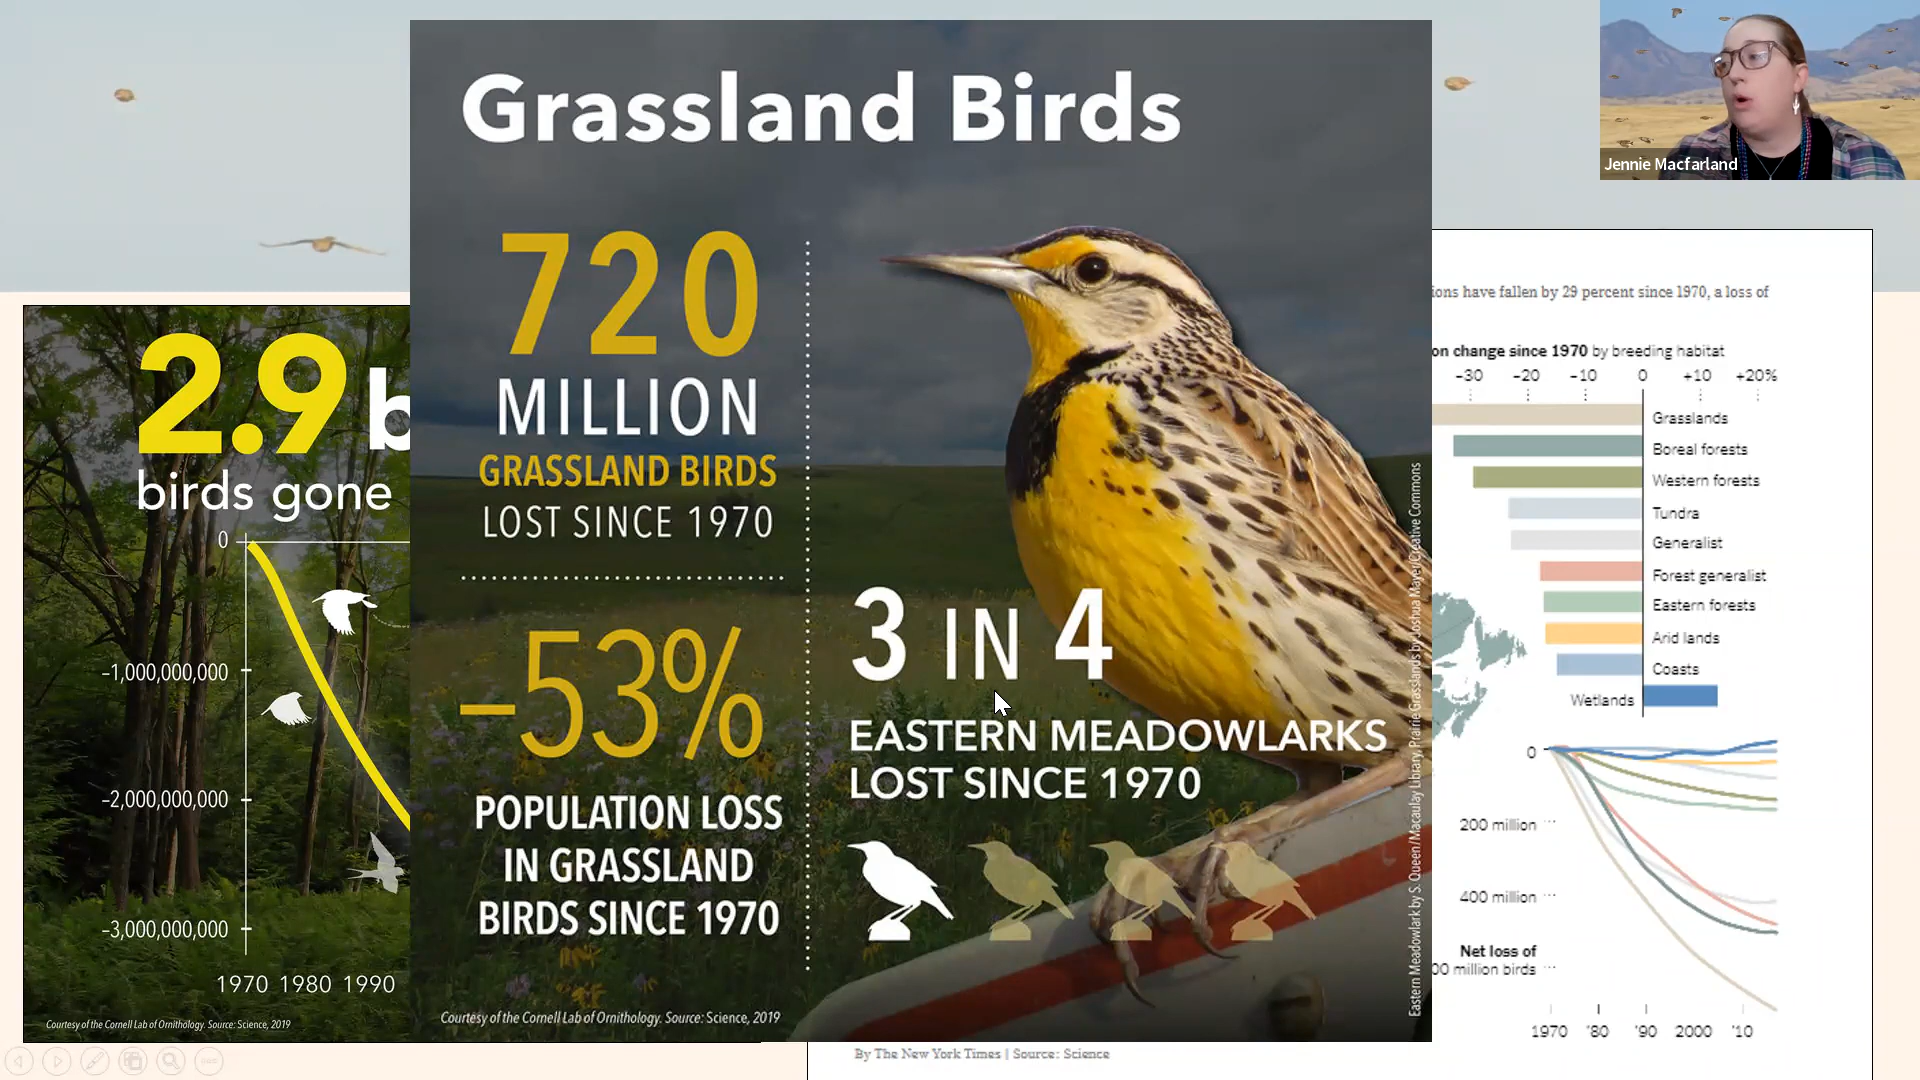 Grassland Birds
720
MILLION
GRASSLAND BIRDS
LOST SINCE 1970
-53%
POPULATION LOSS
IN GRASSLAND
BIRDS SINCE 1970
3 IN 4
EASTERN MEADOWLARKS
LOST SINCE 1970
Courtesy of the Cornell Lab of Ornithology. Source: Science, 2019
Eastern Meadowlark by S. Queen/Macaulay Library, Prairie Grasslands by Joshua Mayer/Creative Commons
Jennie Macfarland
2.9 b
birds gone
0
-1,000,000,000
-2,000,000,000
-3,000,000,000
1970 1980 1990
Courtesy of the Cornell Lab of Ornithology. Source: Science, 2019
ions have fallen by 29 percent since 1970, a loss of
on change since 1970 by breeding habitat
-30 -20 -10 0 +10 +20%
Grasslands
Boreal forests
Western forests
Tundra
Generalist
Forest generalist
Eastern forests
Arid lands
Coasts
Wetlands
0
200 million
400 million
Net loss of
00 million birds
1970 '80 '90 2000 '10
By The New York Times | Source: Science